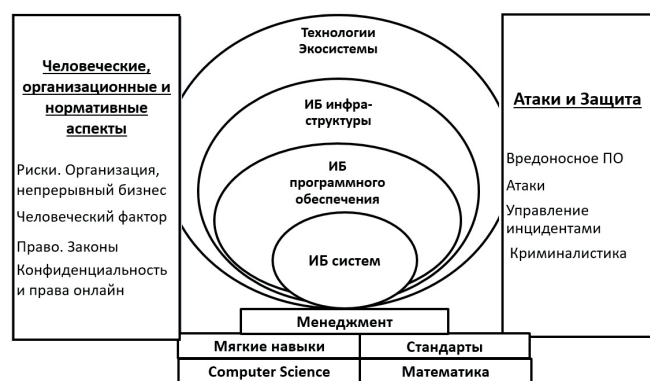 Человеческие,
организационные и
нормативные
аспекты
Риски. Организация,
непрерывный бизнес
Человеческий фактор
Право. Законы
Конфиденциальность
и права онлайн
Технологии
Экосистемы
ИБ инфра-
структуры
ИБ
программного
обеспечения
ИБ систем
Атаки и Защита
Вредоносное ПО
Атаки
Управление
инцидентами
Криминалистика
Менеджмент
Мягкие навыки
Стандарты
Computer Science
Математика